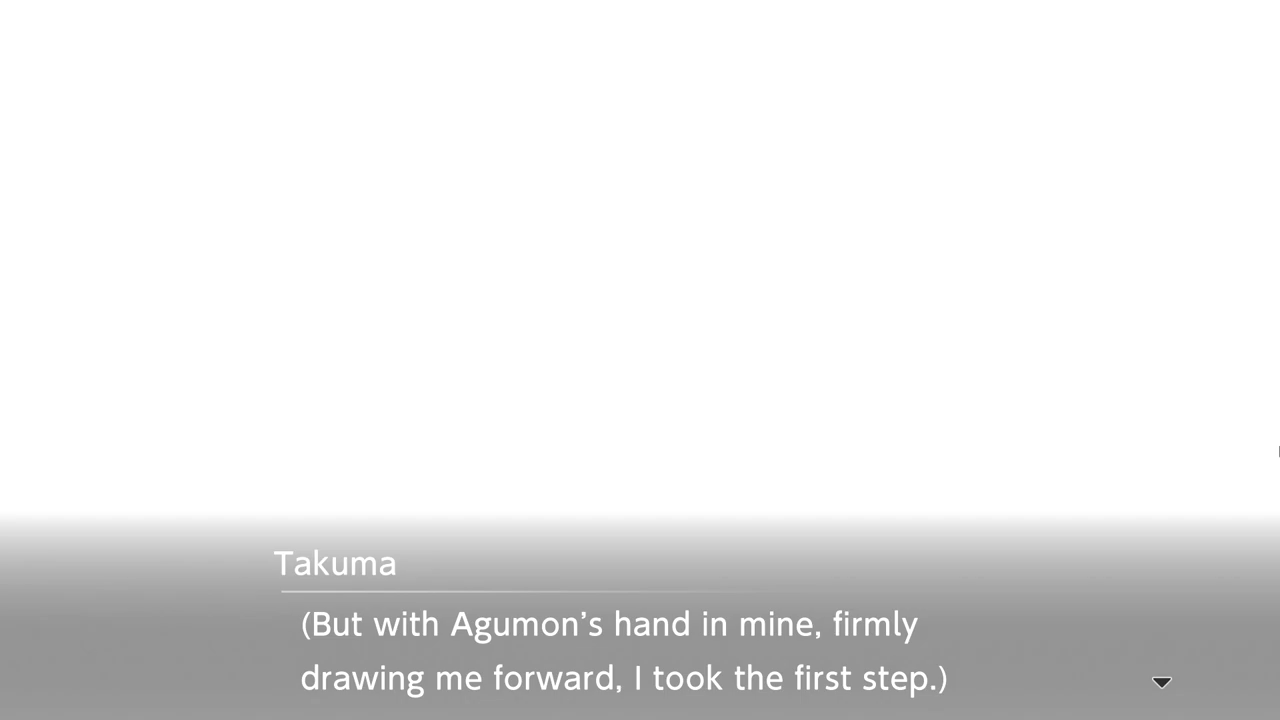 Takuma
(But with Agumon’s hand in mine, firmly
drawing me forward, I took the first step.)